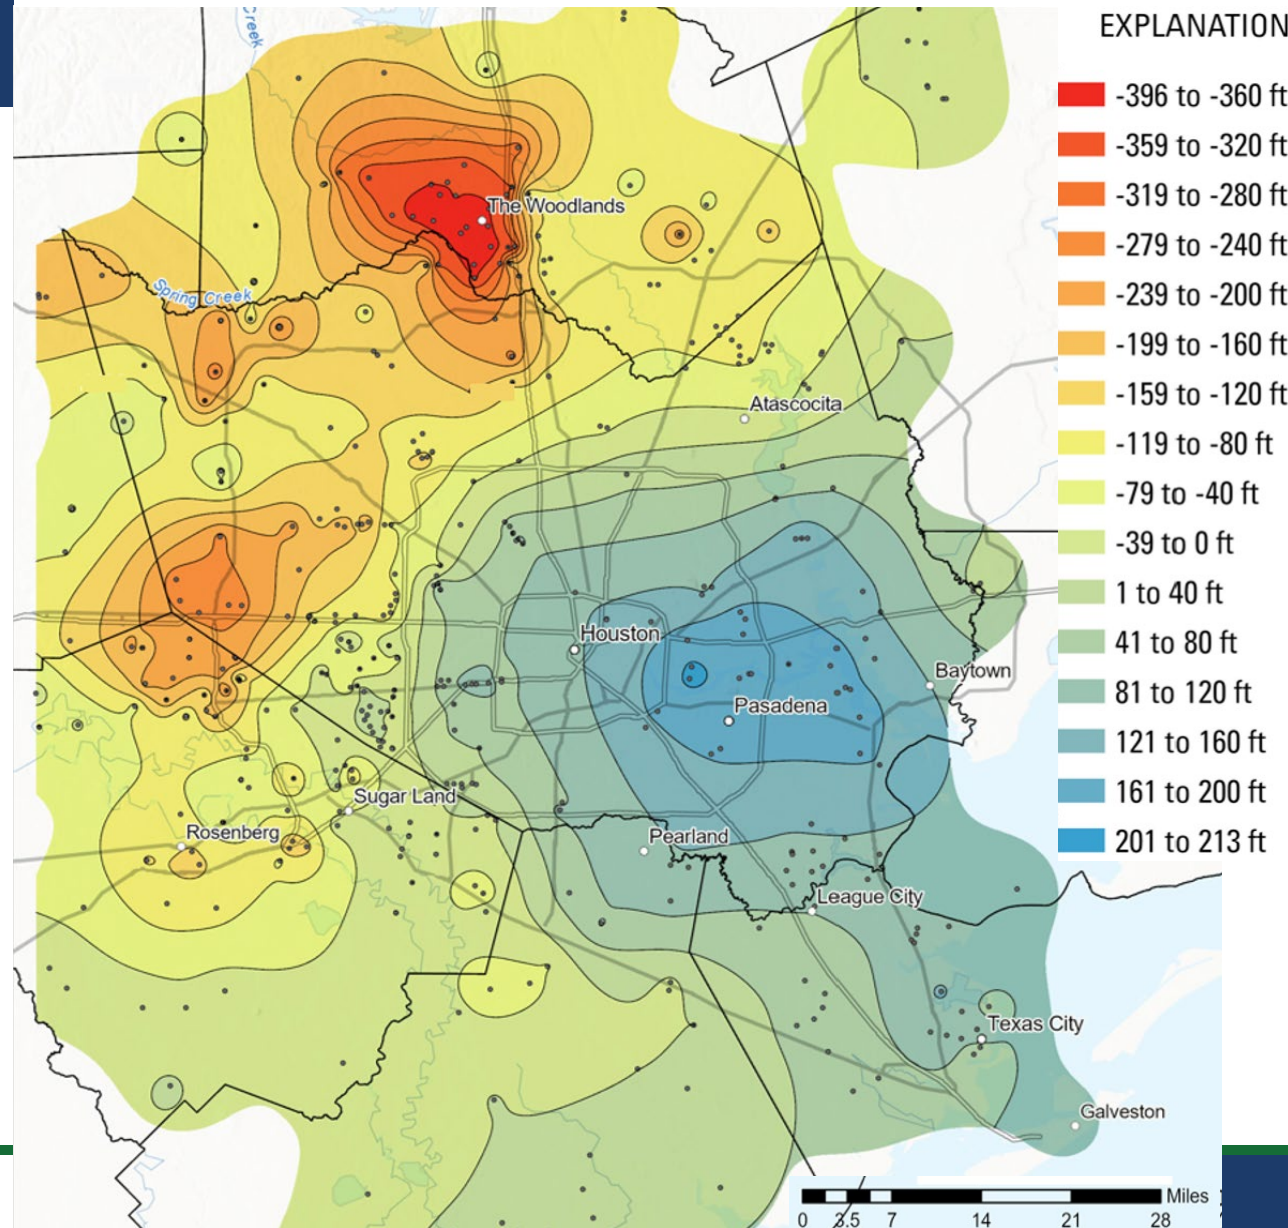 Creek
EXPLANATION
-396 to -360 ft
-359 to -320 ft
-319 to -280 ft
-279 to -240 ft
-239 to -200 ft
-199 to -160 ft
-159 to -120 ft
-119 to -80 ft
-79 to -40 ft
-39 to 0 ft
1 to 40 ft
41 to 80 ft
81 to 120 ft
121 to 160 ft
161 to 200 ft
201 to 213 ft
The Woodlands
Spring Creek
Atascocita
Houston
Baytown
Pasadena
Sugar Land
Rosenberg
Pearland
League City
Texas City
Galveston
Miles
0 3.5 7 14 21 28